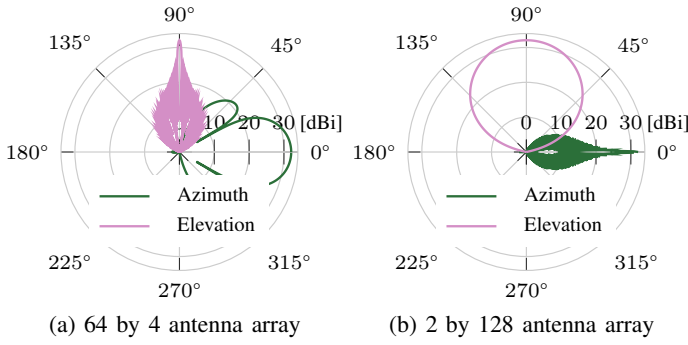 90°
90°
135°
45°
135°
45°
10 20 30 [dBi]
0 10 20 30 [dBi]
180°
0°
180°
0°
Azimuth
Azimuth
Elevation
Elevation
225°
315°
225°
315°
270°
270°
(a) 64 by 4 antenna array
(b) 2 by 128 antenna array